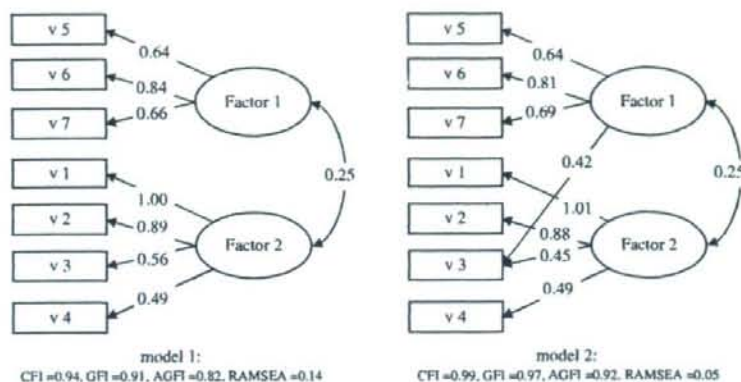 v 5
0.64
v 6
0.84
Factor 1
v 7
0.66
v 1
0.25
1.00
v 2
0.89
Factor 2
v 3
0.56
v 4
0.49
model 1:
CFI =0.94, GFI =0.91, AGFI =0.82, RAMSEA =0.14
v 5
0.64
v 6
0.81
Factor 1
v 7
0.69
0.42
v 1
0.25
1.01
v 2
0.88
Factor 2
v 3
0.45
v 4
0.49
model 2:
CFI =0.99, GFI =0.97, AGFI =0.92, RAMSEA =0.05